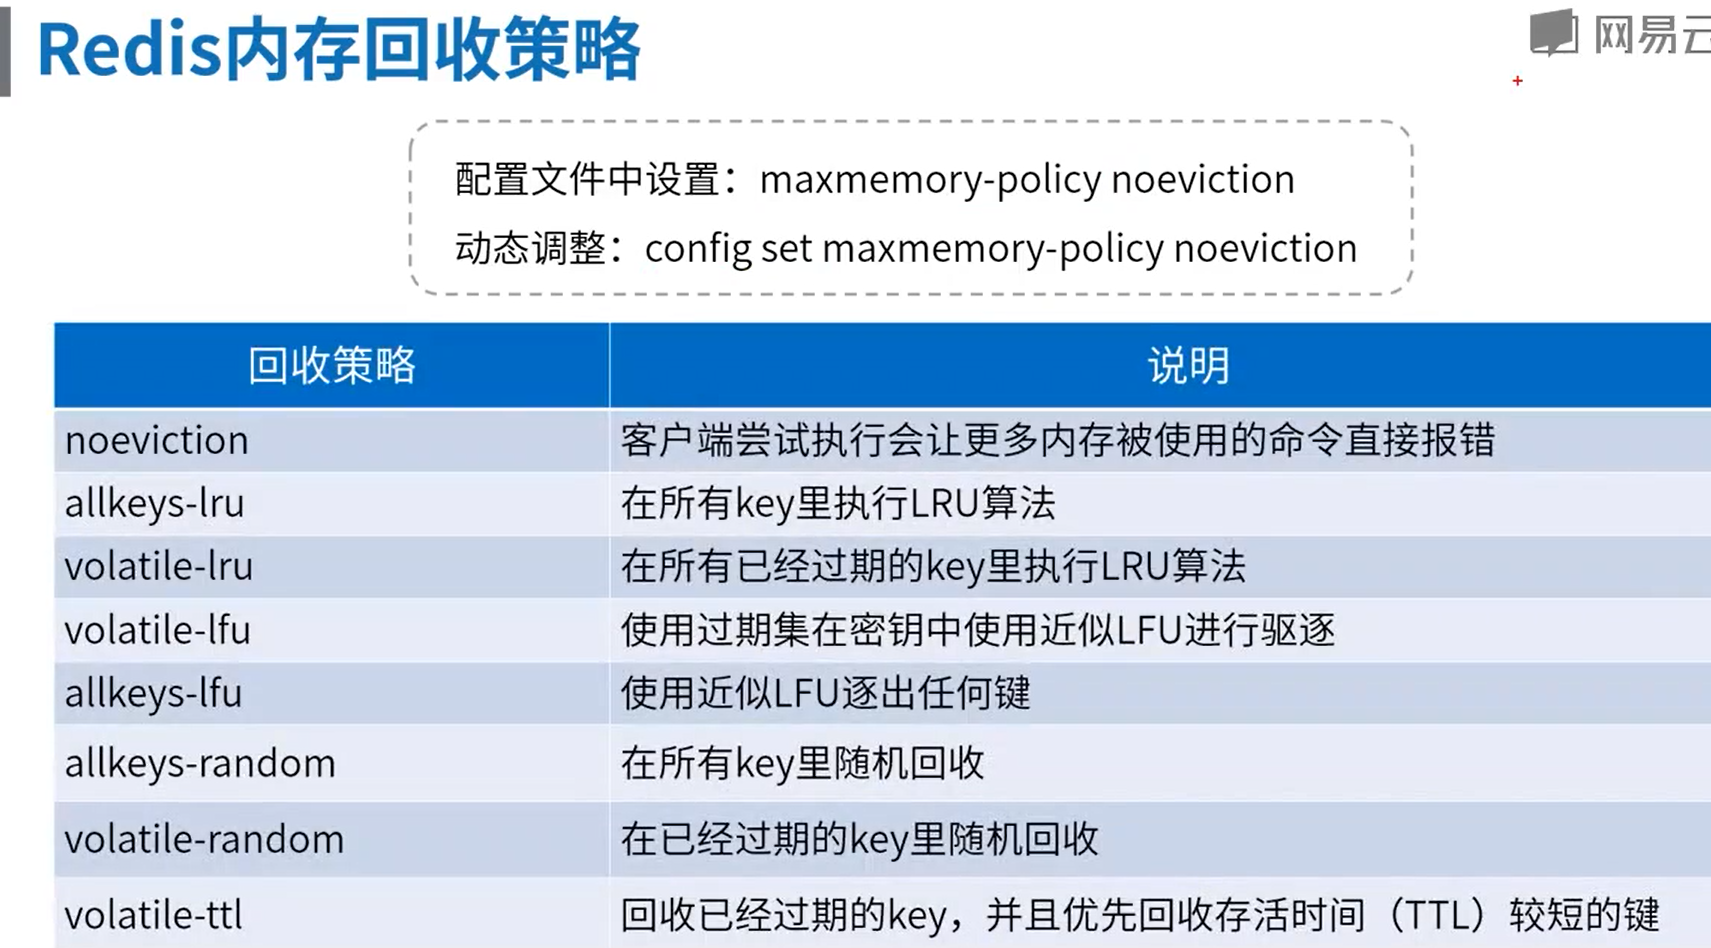 Redis内存回收策略
网易云
配置文件中设置：maxmemory-policy noeviction
动态调整：config set maxmemory-policy noeviction
回收策略 说明
noeviction 客户端尝试执行会让更多内存被使用的命令直接报错
allkeys-lru 在所有key里执行LRU算法
volatile-lru 在所有已经过期的key里执行LRU算法
volatile-lfu 使用过期集在密钥中使用近似LFU进行驱逐
allkeys-lfu 使用近似LFU逐出任何键
allkeys-random 在所有key里随机回收
volatile-random 在已经过期的key里随机回收
volatile-ttl 回收已经过期的key，并且优先回收存活时间（TTL）较短的键